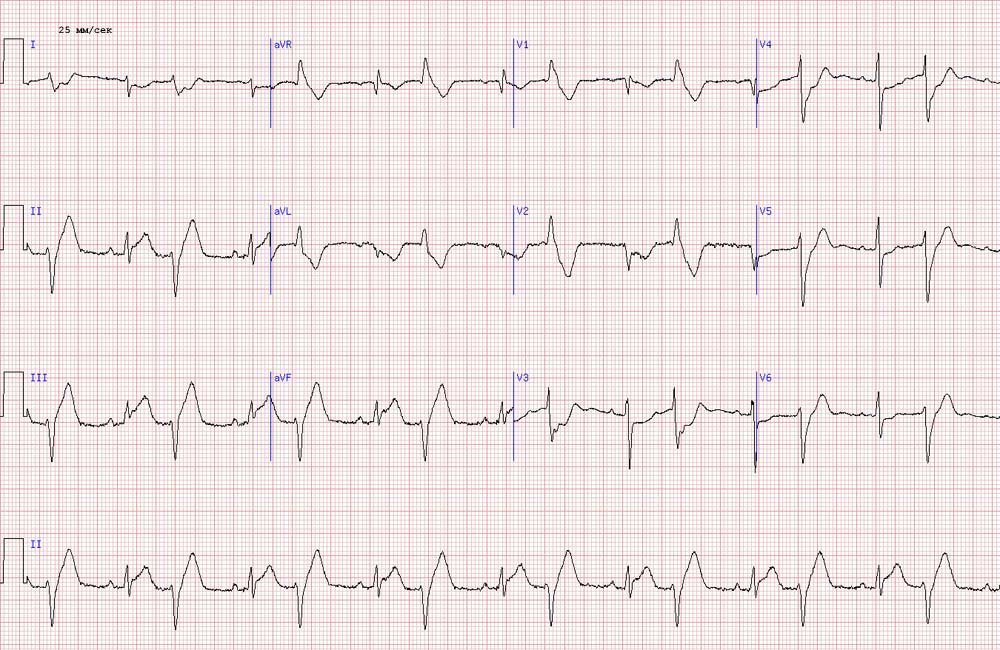 25 мм/сек
I aVR V1 V4
II aVL V2 V5
III aVF V3 V6
II